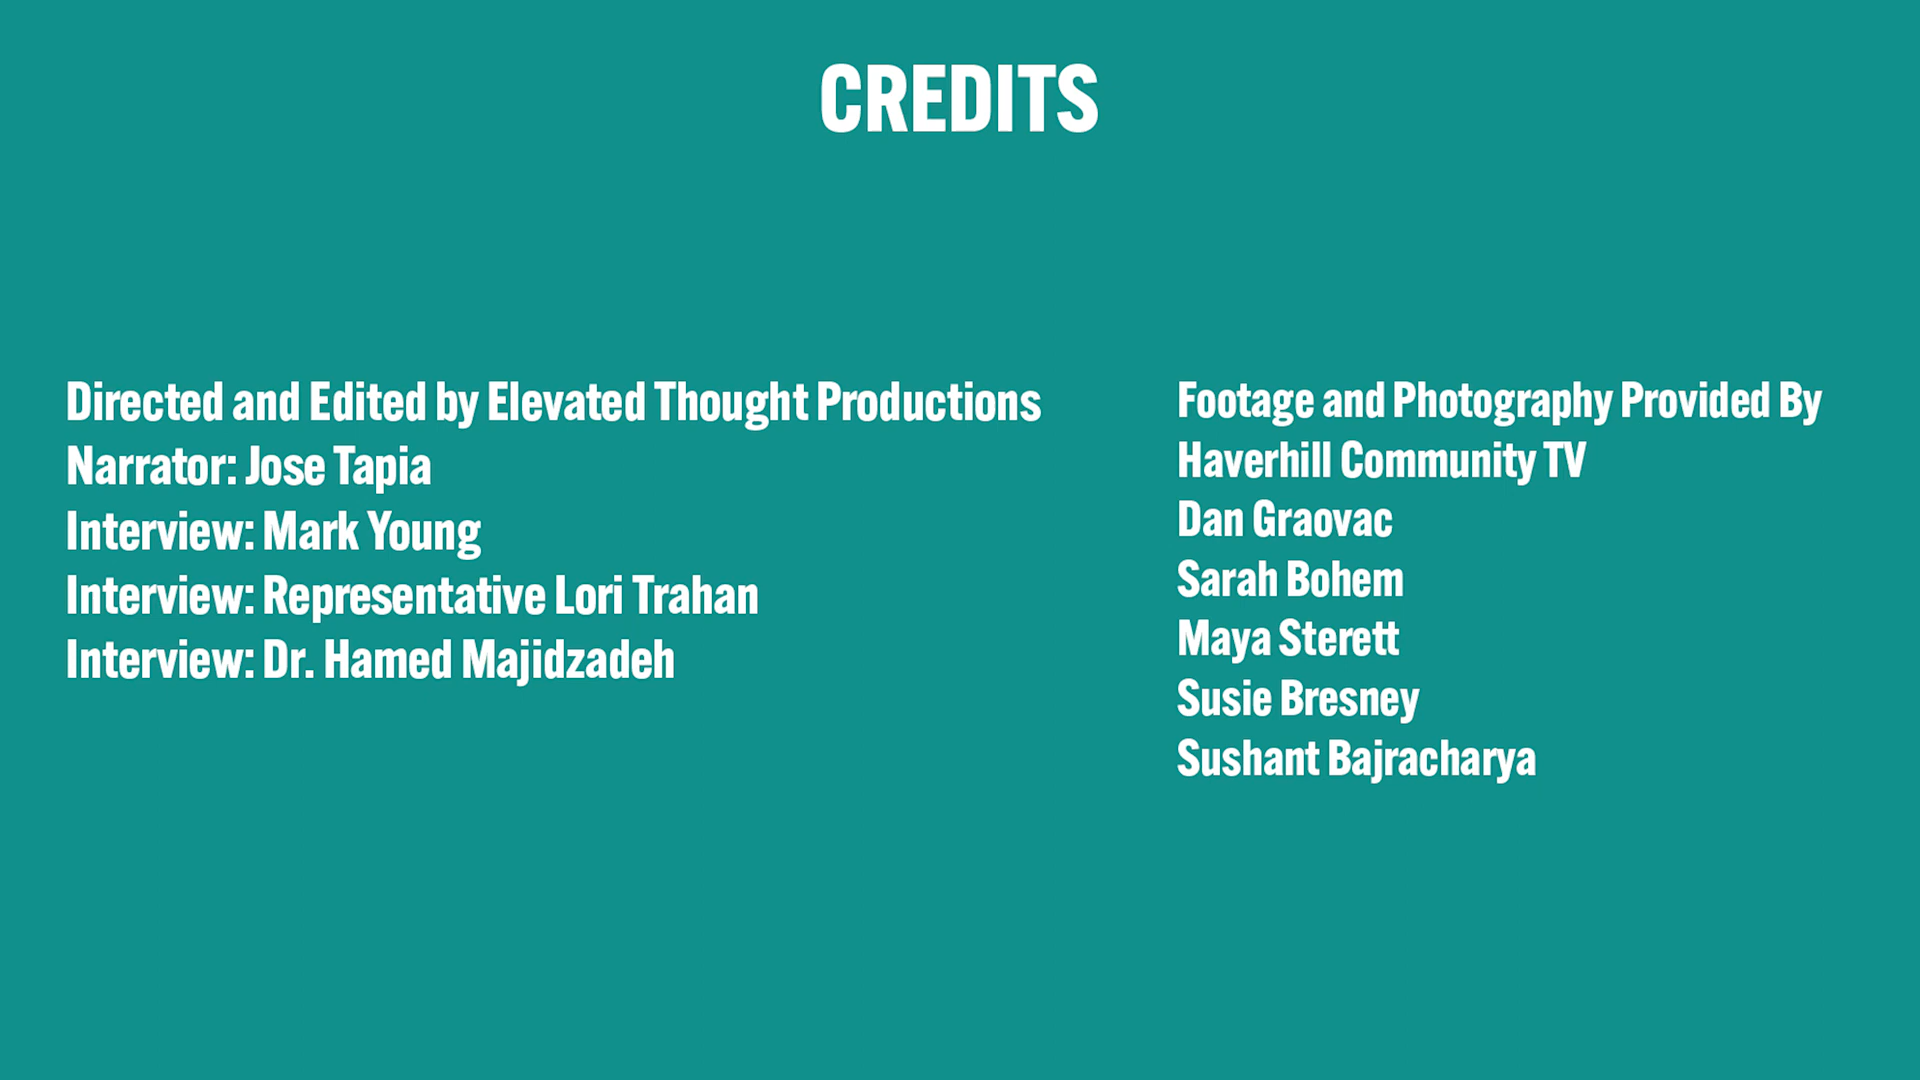 CREDITS
Directed and Edited by Elevated Thought Productions
Narrator: Jose Tapia
Interview: Mark Young
Interview: Representative Lori Trahan
Interview: Dr. Hamed Majidzadeh
Footage and Photography Provided By
Haverhill Community TV
Dan Graovac
Sarah Bohem
Maya Sterett
Susie Bresney
Sushant Bajracharya